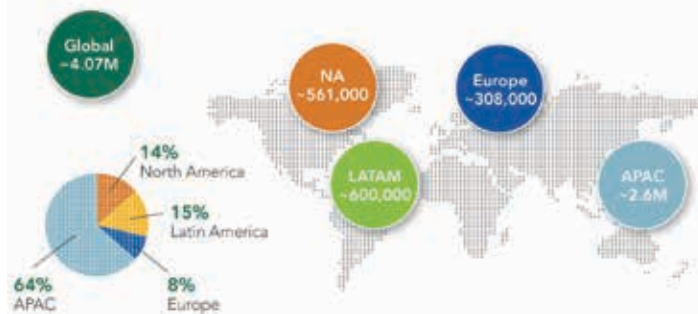 Global
~4.07M
NA
~561,000
Europe
~308,000
LATAM
~600,000
APAC
~2.6M
14%
North America
15%
Latin America
64%
APAC
8%
Europe